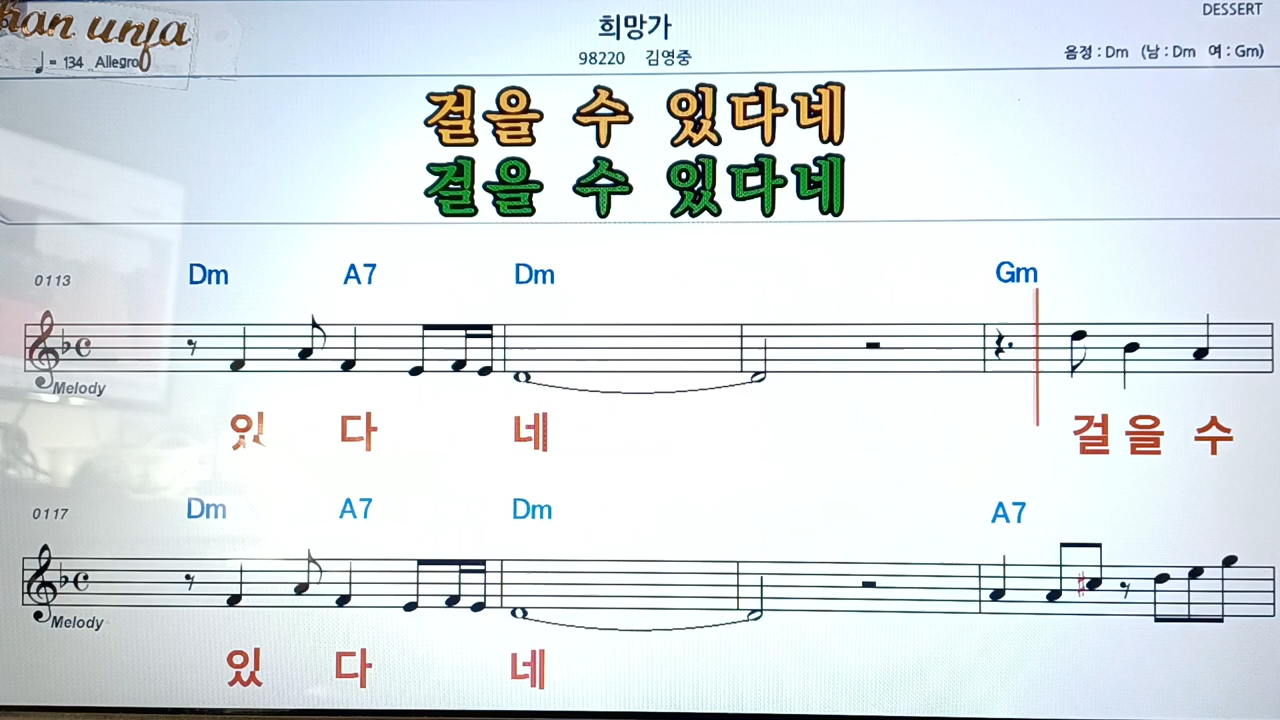 DESSERT
희망가
♩= 134 Allegro
98220 김영중
음정 : Dm (남 : Dm 여 : Gm)
걸을 수 있다네
걸을 수 있다네
0113 Dm A7 Dm Gm
Melody
있 다 네 걸 을 수
0117 Dm A7 Dm A7
Melody
있 다 네